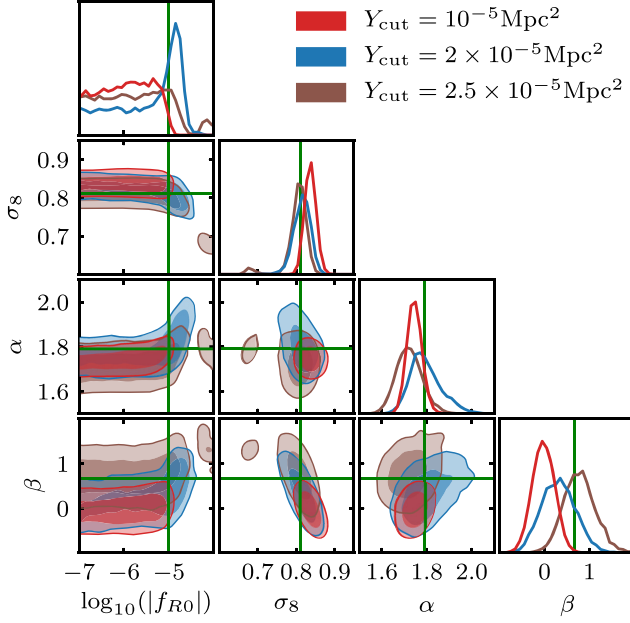 Y_cut = 10^−5 Mpc^2
Y_cut = 2 × 10^−5 Mpc^2
Y_cut = 2.5 × 10^−5 Mpc^2
σ_8
0.9
0.8
0.7
α
2.0
1.8
1.6
β
1
0
−7 −6 −5
0.7 0.8 0.9
1.6 1.8 2.0
0 1
log_10(|f_R0|)
σ_8
α
β